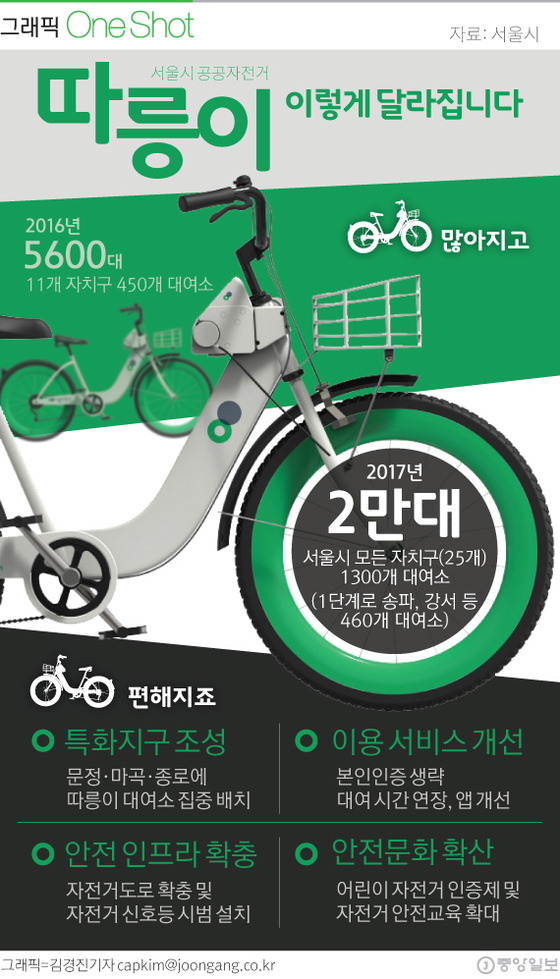 그래픽 One Shot
자료: 서울시
서울시 공공자전거
따릉이 이렇게 달라집니다
많아지고
2016년
5600대
11개 자치구 450개 대여소
2017년
2만대
서울시 모든 자치구(25개)
1300개 대여소
(1단계로 송파, 강서 등
460개 대여소)
편해지죠
특화지구 조성
문정·마곡·종로에
따릉이 대여소 집중 배치
이용 서비스 개선
본인인증 생략
대여 시간 연장, 앱 개선
안전 인프라 확충
자전거도로 확충 및
자전거 신호등 시범 설치
안전문화 확산
어린이 자전거 인증제 및
자전거 안전교육 확대
그래픽=김경진기자 capkim@joongang.co.kr
J 중앙일보